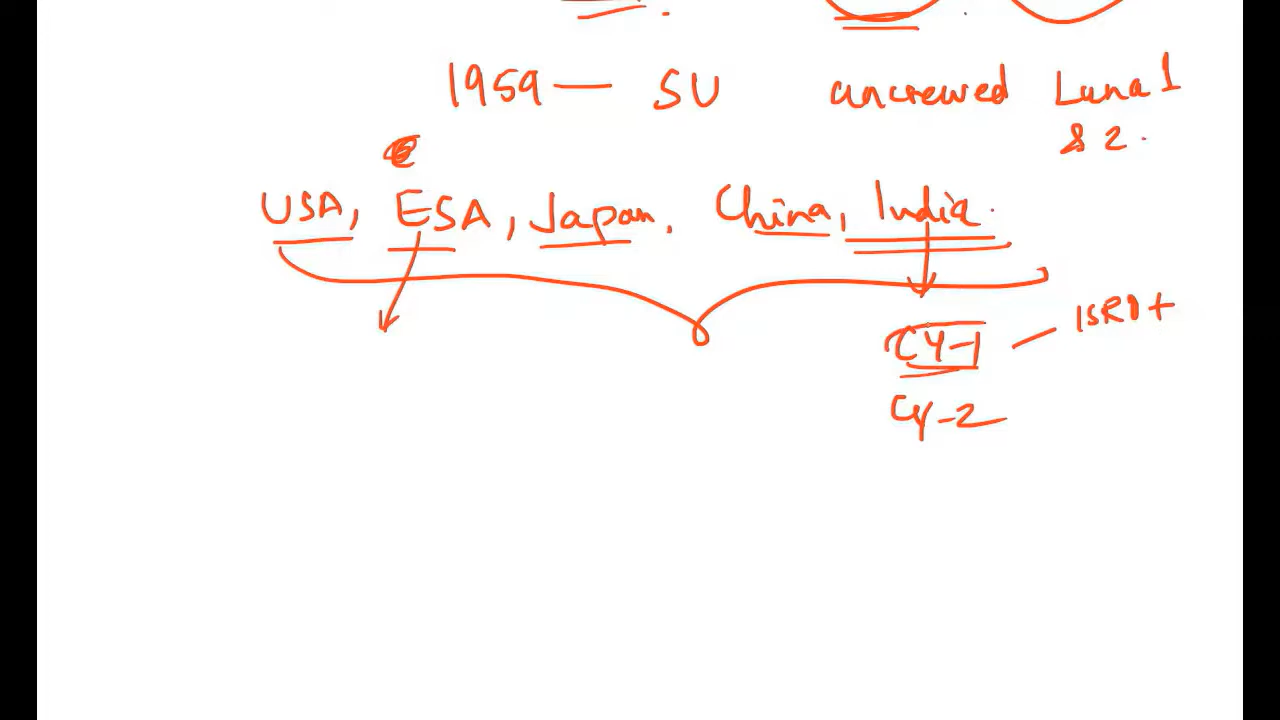 1959 — SU uncrewed Luna 1
& 2.
USA, ESA, Japan, China, India.
CY-1 — ISRO +
CY-2